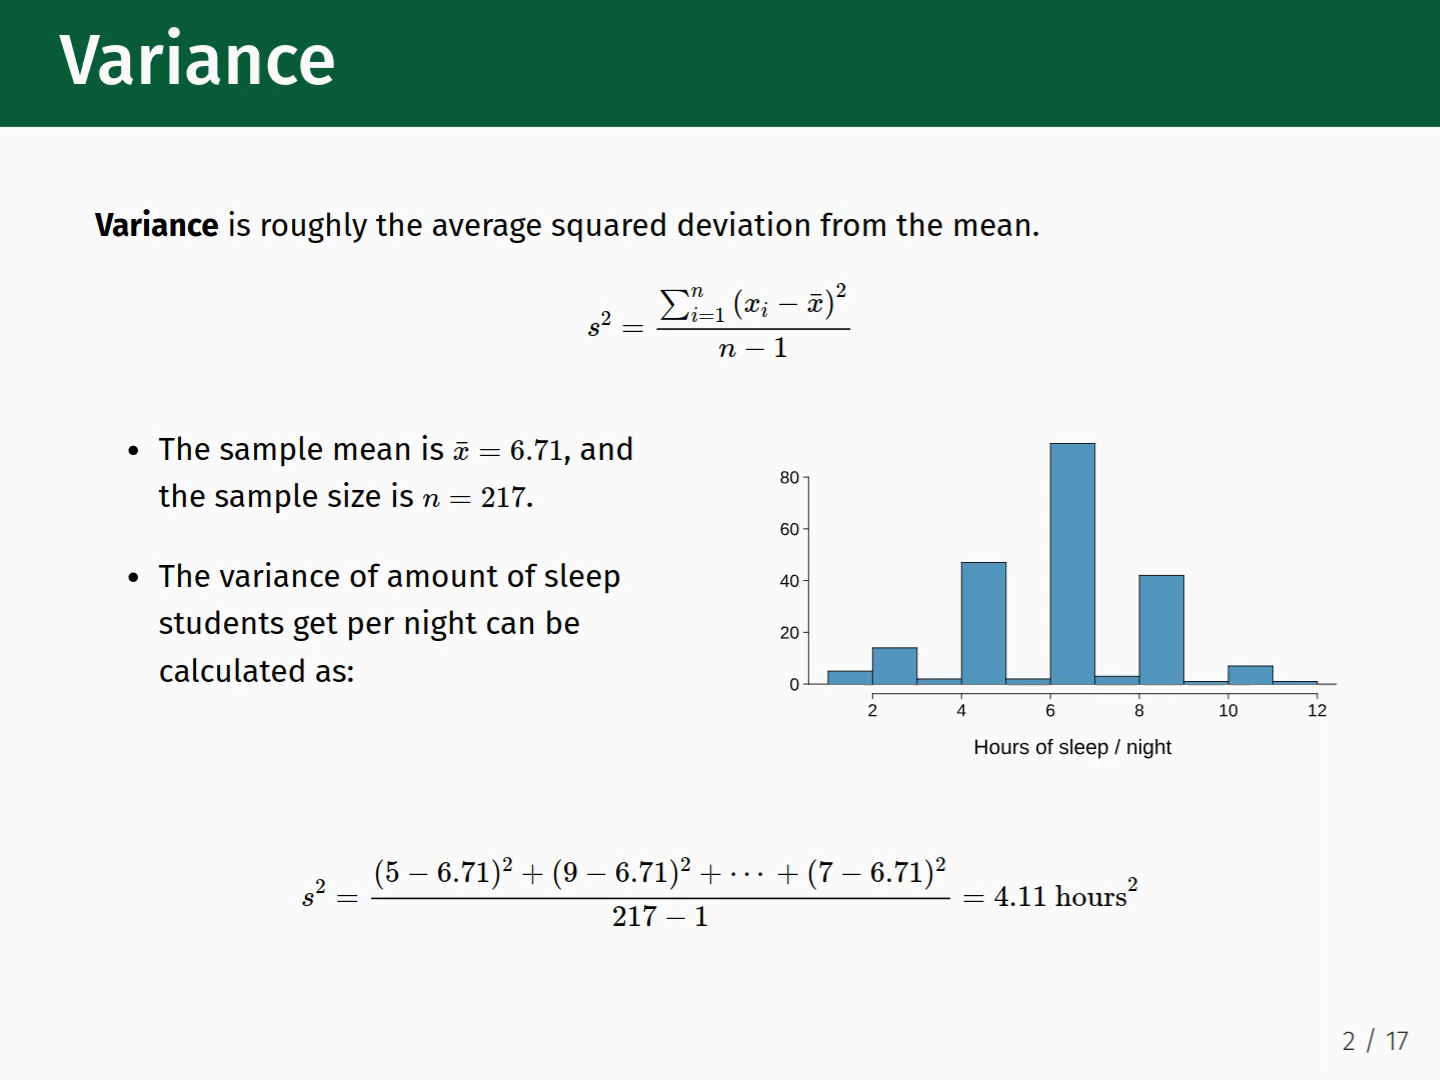 Variance
Variance is roughly the average squared deviation from the mean.
s² = \frac{\sum_{i=1}^{n} (x_i − x̄)²}{n − 1}
• The sample mean is x̄ = 6.71, and
the sample size is n = 217.
• The variance of amount of sleep
students get per night can be
calculated as:
80
60
40
20
0
2 4 6 8 10 12
Hours of sleep / night
s² = \frac{(5 − 6.71)² + (9 − 6.71)² + ⋯ + (7 − 6.71)²}{217 − 1} = 4.11 hours²
2 / 17